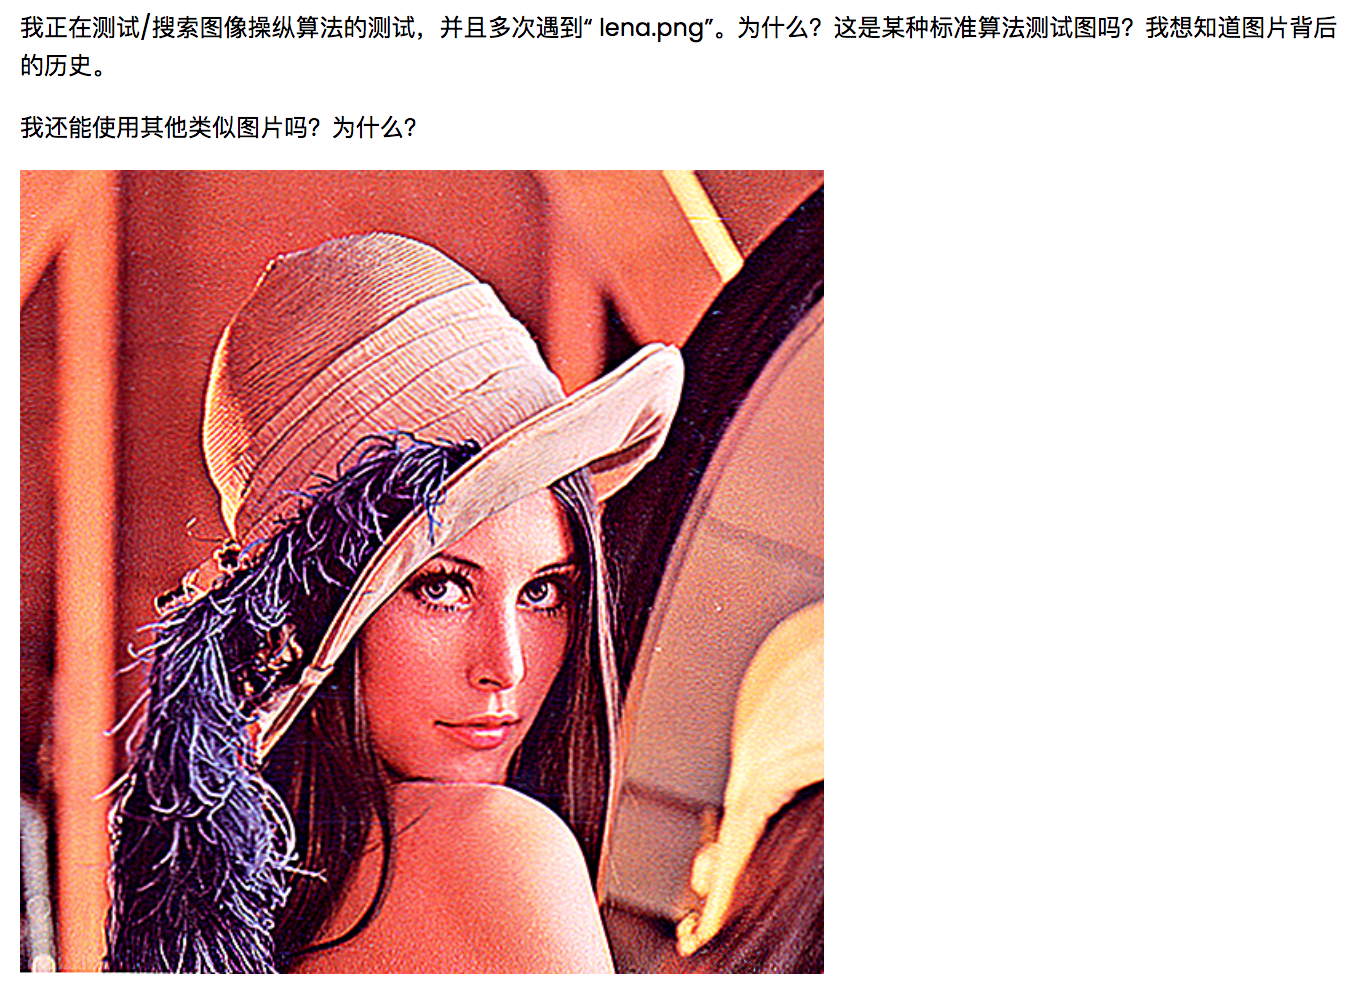 我正在测试/搜索图像操纵算法的测试，并且多次遇到“ lena.png”。为什么？这是某种标准算法测试图吗？我想知道图片背后
的历史。
我还能使用其他类似图片吗？为什么？